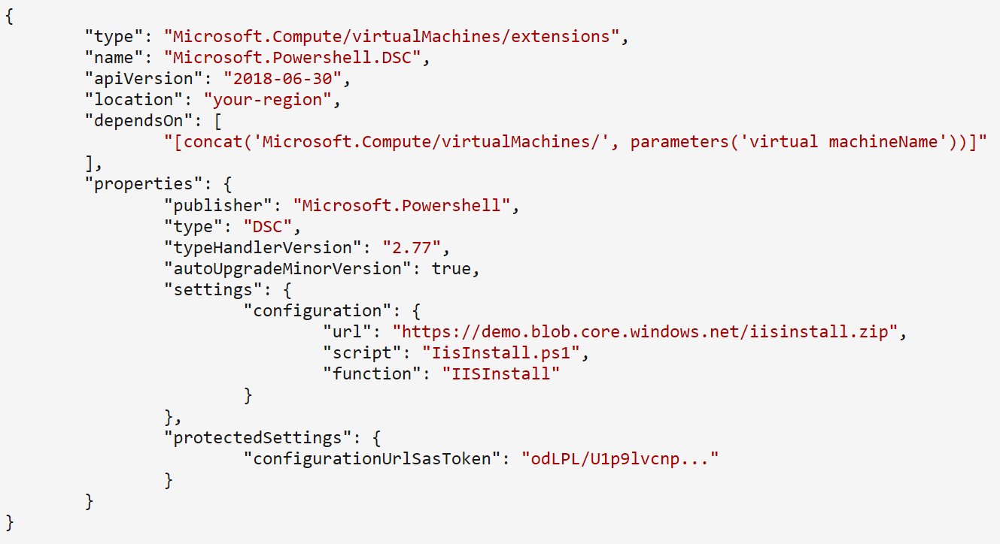 {
"type": "Microsoft.Compute/virtualMachines/extensions",
"name": "Microsoft.Powershell.DSC",
"apiVersion": "2018-06-30",
"location": "your-region",
"dependsOn": [
"[concat('Microsoft.Compute/virtualMachines/', parameters('virtual machineName'))]"
],
"properties": {
"publisher": "Microsoft.Powershell",
"type": "DSC",
"typeHandlerVersion": "2.77",
"autoUpgradeMinorVersion": true,
"settings": {
"configuration": {
"url": "https://demo.blob.core.windows.net/iisinstall.zip",
"script": "IisInstall.ps1",
"function": "IISInstall"
}
},
"protectedSettings": {
"configurationUrlSasToken": "odLPL/U1p9lvcnp..."
}
}
}